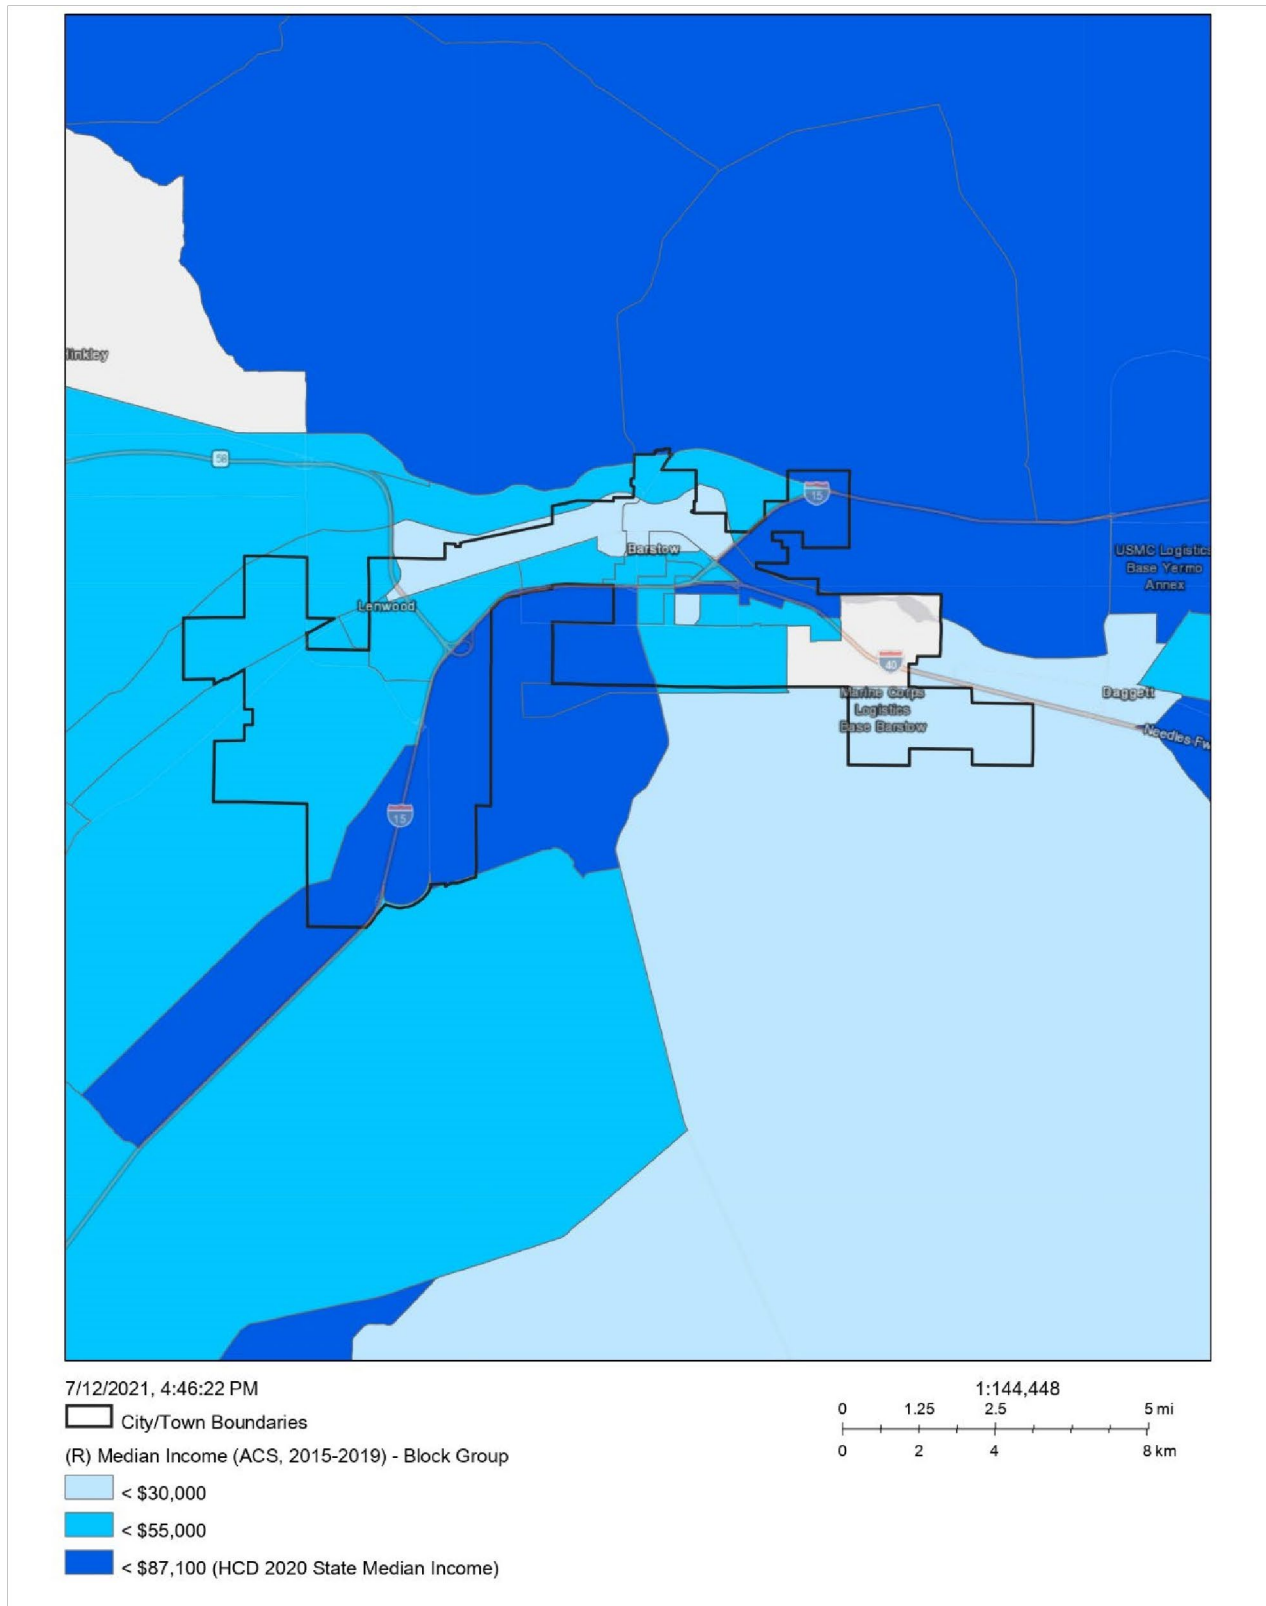 58
15
Barstow
USMC Logistics
Base Yermo
Annex
Lenwood
40
Daggett
Marine Corps
Logistics
Base Barstow
15
7/12/2021, 4:46:22 PM
City/Town Boundaries
(R) Median Income (ACS, 2015-2019) - Block Group
< $30,000
< $55,000
< $87,100 (HCD 2020 State Median Income)
1:144,448
0 1.25 2.5 5 mi
0 2 4 8 km